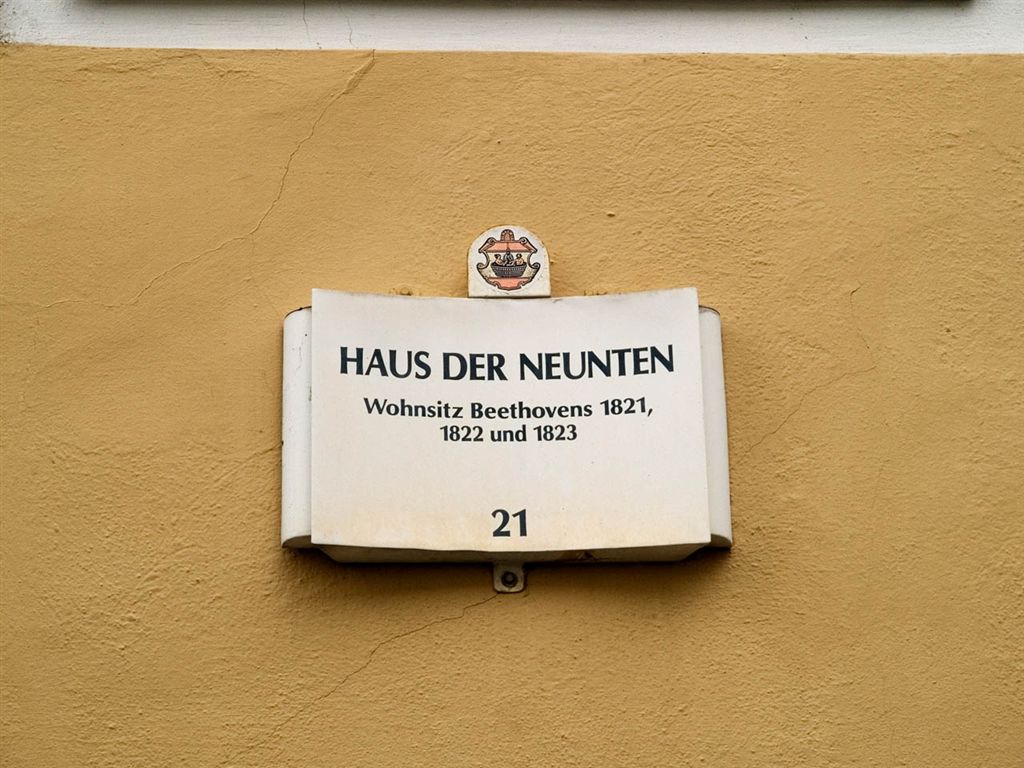 HAUS DER NEUNTEN
Wohnsitz Beethovens 1821,
1822 und 1823
21